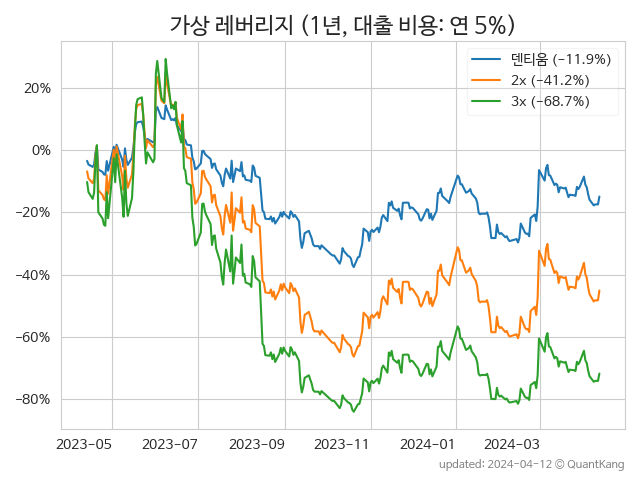 가상 레버리지 (1년, 대출 비용: 연 5%)
덴티움 (-11.9%)
2x (-41.2%)
3x (-68.7%)
20%
0%
−20%
−40%
−60%
−80%
2023-05 2023-07 2023-09 2023-11 2024-01 2024-03
updated: 2024-04-12 © QuantKang